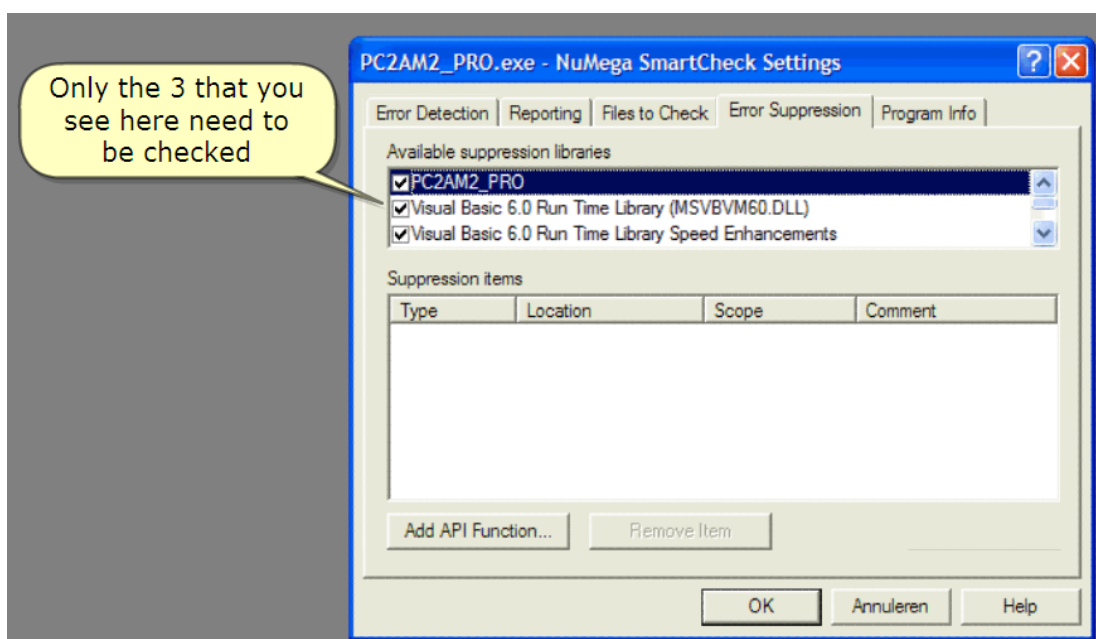 PC2AM2_PRO.exe - NuMega SmartCheck Settings
Only the 3 that you
see here need to
be checked
Error Detection Reporting Files to Check Error Suppression Program Info
Available suppression libraries
PC2AM2_PRO
Visual Basic 6.0 Run Time Library (MSVBVM60.DLL)
Visual Basic 6.0 Run Time Library Speed Enhancements
Suppression items
Type Location Scope Comment
Add API Function... Remove Item
OK Annuleren Help